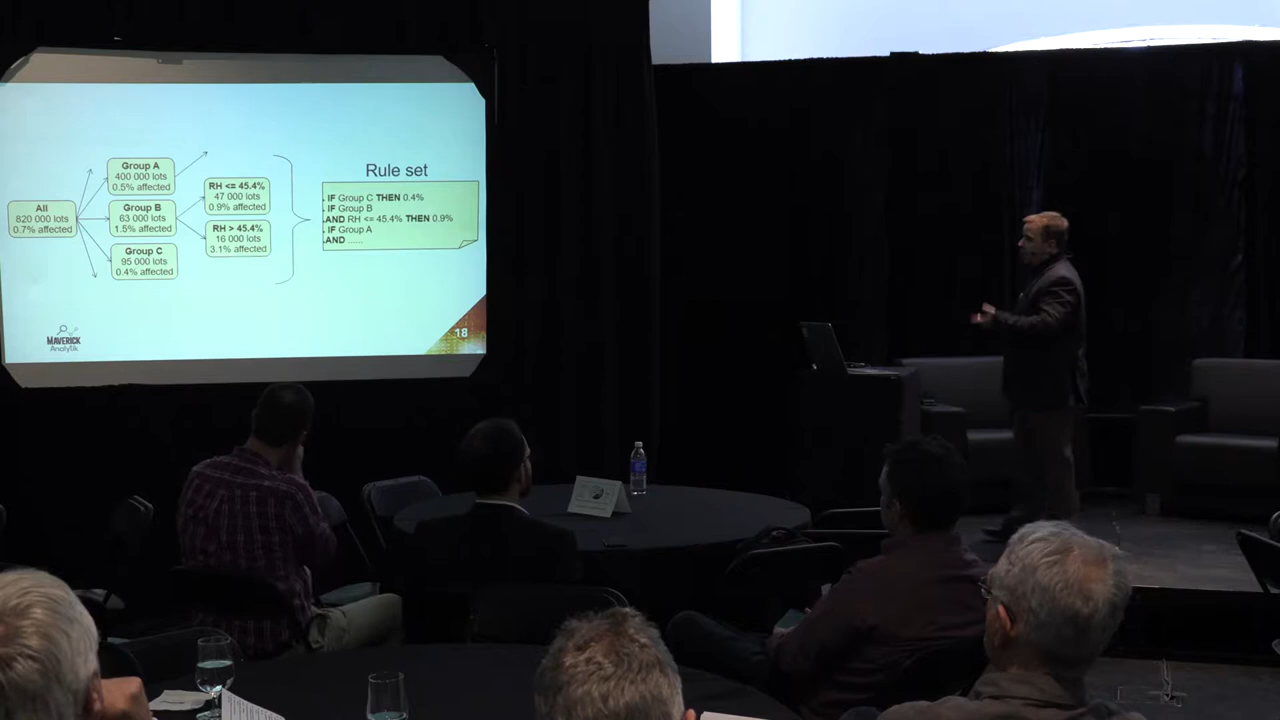 Group A
400 000 lots
0.5% affected
All
820 000 lots
0.7% affected
Group B
63 000 lots
1.5% affected
Group C
95 000 lots
0.4% affected
RH <= 45.4%
47 000 lots
0.9% affected
RH > 45.4%
16 000 lots
3.1% affected
Rule set
IF Group C THEN 0.4%
IF Group B
AND RH <= 45.4% THEN 0.9%
IF Group A
AND .....
MAVERICK
Analytik
18